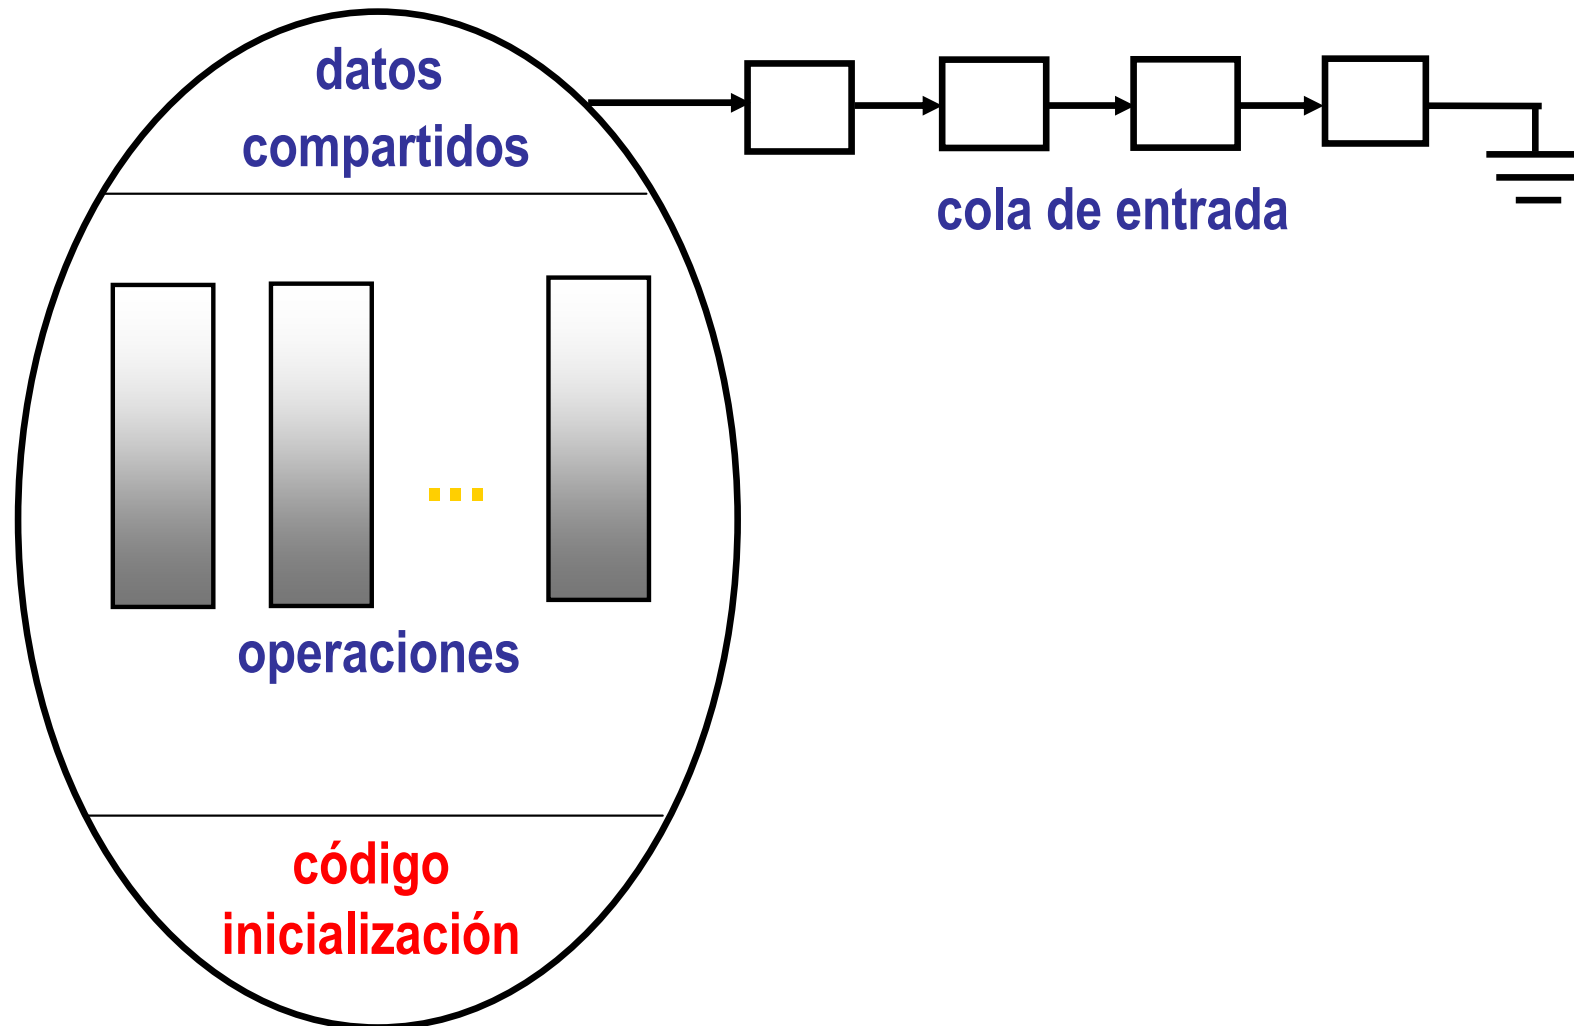 datos
compartidos
cola de entrada
...
operaciones
código
inicialización